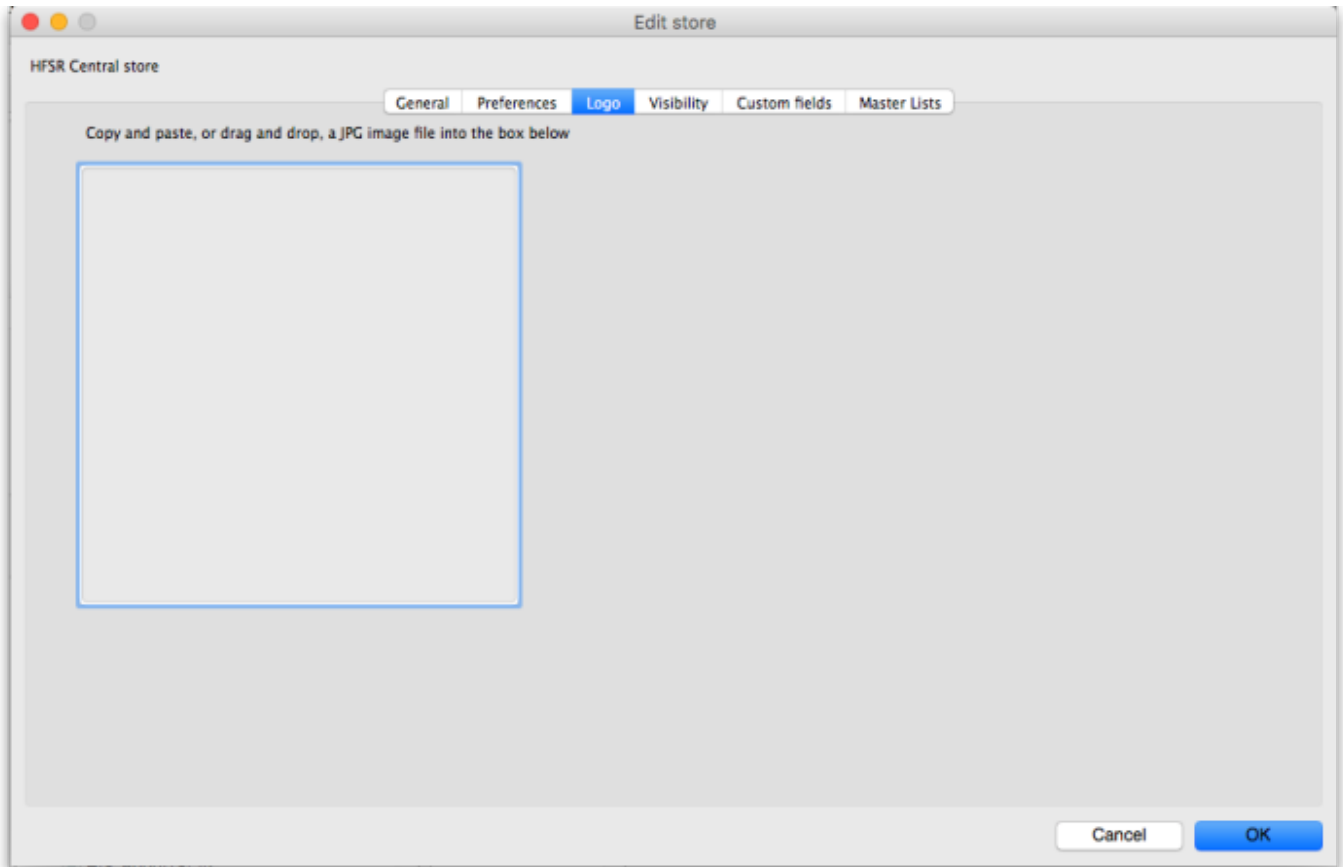 Edit store
HFSR Central store
General Preferences Logo Visibility Custom fields Master Lists
Copy and paste, or drag and drop, a JPG image file into the box below
Cancel OK